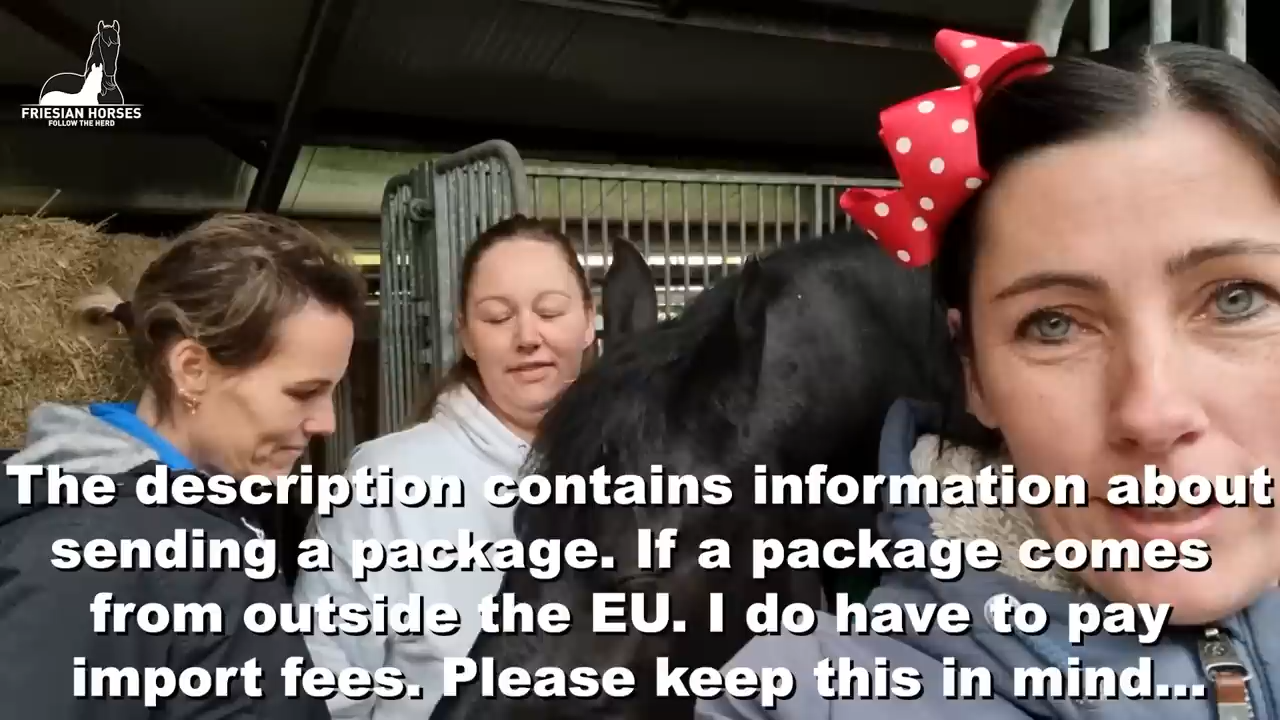 FRIESIAN HORSES
FOLLOW THE HERD
The description contains information about
sending a package. If a package comes
from outside the EU. I do have to pay
import fees. Please keep this in mind...